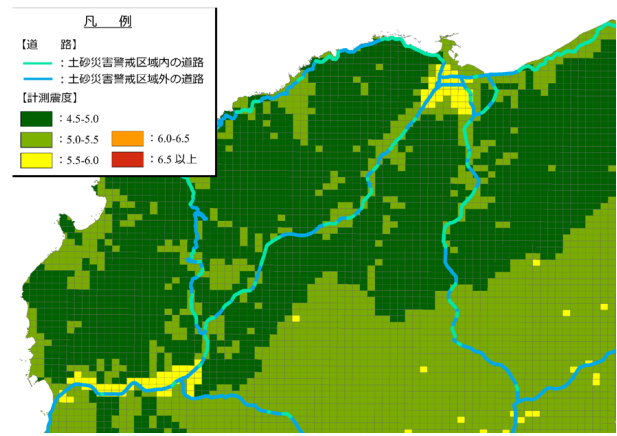 凡 例
【道 路】
:土砂災害警戒区域内の道路
:土砂災害警戒区域外の道路
【計測震度】
:4.5-5.0
:5.0-5.5 :6.0-6.5
:5.5-6.0 :6.5 以上